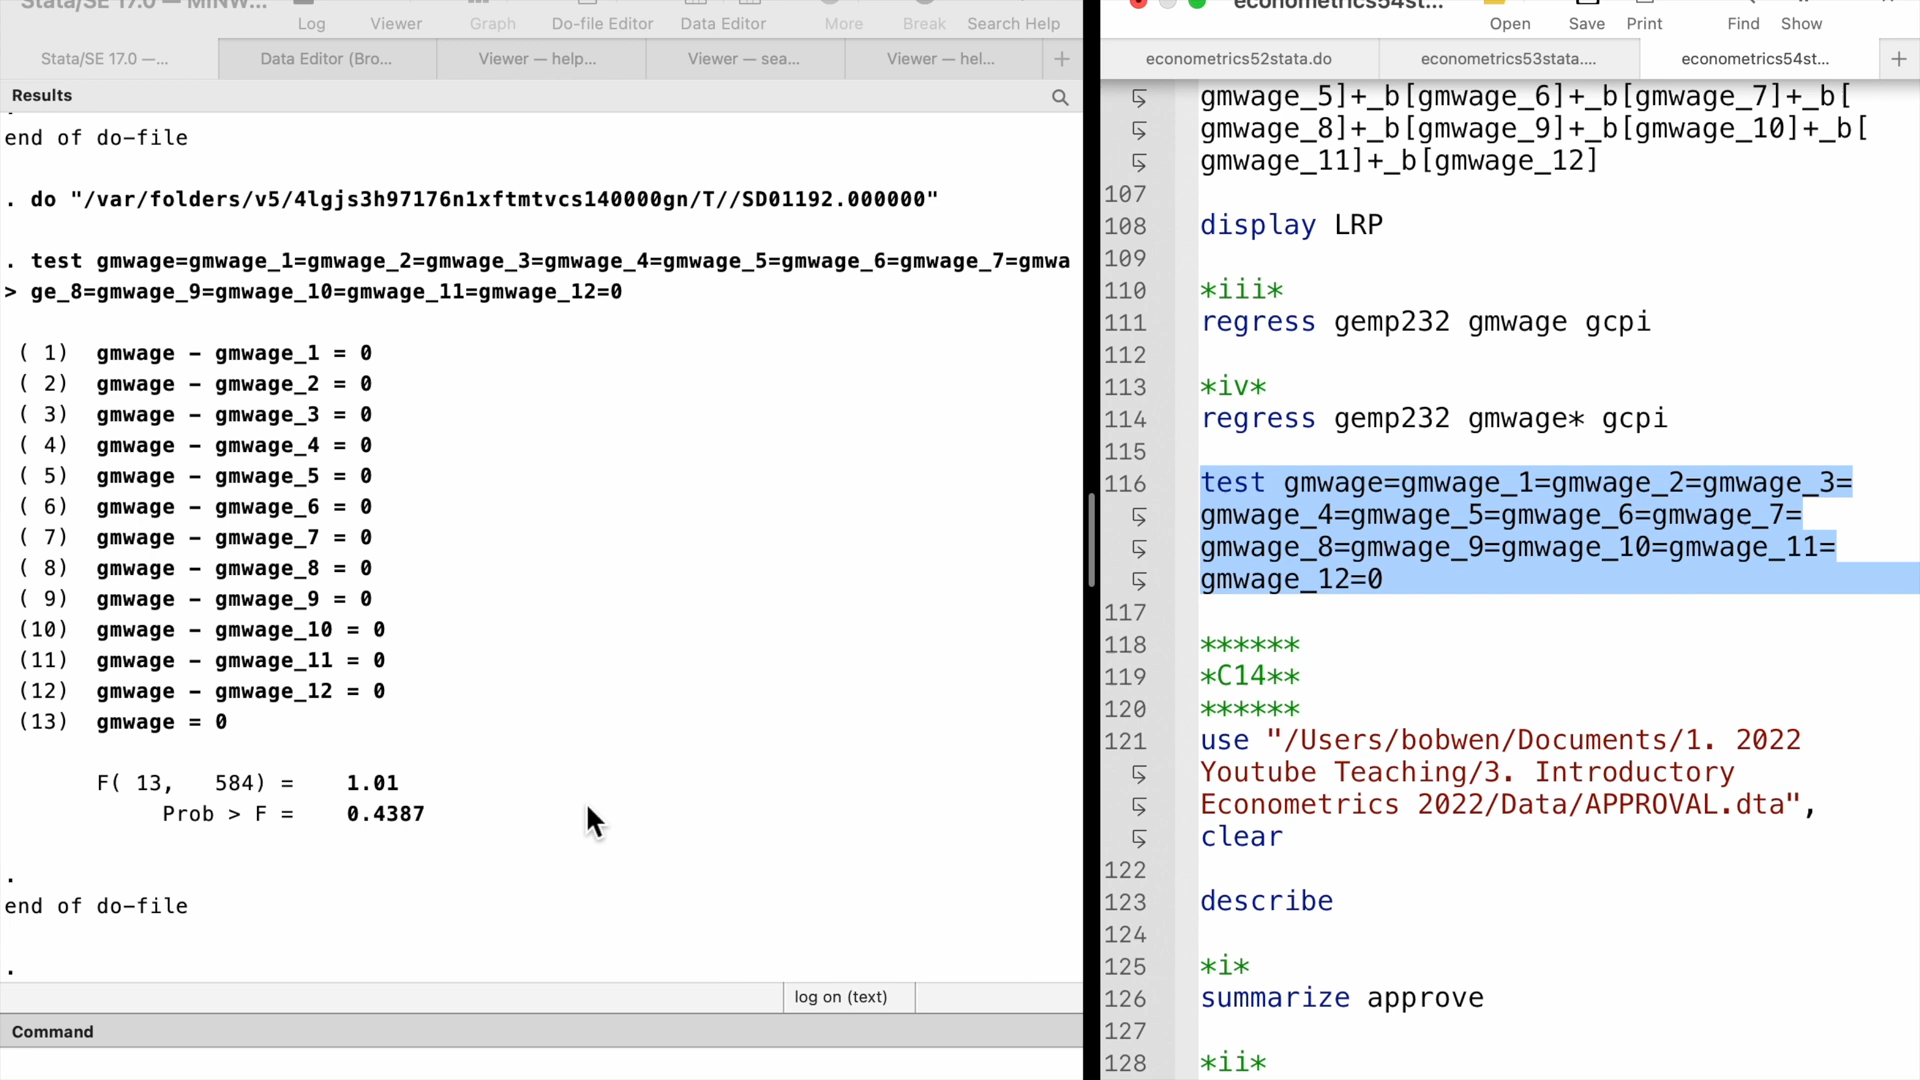 Stata/SE 17.0 — MINW...
Log
Viewer
Graph
Do-file Editor
Data Editor
More
Break
Search Help
Stata/SE 17.0 —...
Data Editor (Bro...
Viewer — help...
Viewer — sea...
Viewer — hel...
+
Results
end of do-file
. do "/var/folders/v5/4lgjs3h97176n1xftmtvcs140000gn/T//SD01192.000000"
. test gmwage=gmwage_1=gmwage_2=gmwage_3=gmwage_4=gmwage_5=gmwage_6=gmwage_7=gmwa
> ge_8=gmwage_9=gmwage_10=gmwage_11=gmwage_12=0
( 1) gmwage - gmwage_1 = 0
( 2) gmwage - gmwage_2 = 0
( 3) gmwage - gmwage_3 = 0
( 4) gmwage - gmwage_4 = 0
( 5) gmwage - gmwage_5 = 0
( 6) gmwage - gmwage_6 = 0
( 7) gmwage - gmwage_7 = 0
( 8) gmwage - gmwage_8 = 0
( 9) gmwage - gmwage_9 = 0
(10) gmwage - gmwage_10 = 0
(11) gmwage - gmwage_11 = 0
(12) gmwage - gmwage_12 = 0
(13) gmwage = 0
F( 13, 584) = 1.01
Prob > F = 0.4387
.
end of do-file
.
log on (text)
Command
econometrics54st...
Open
Save
Print
Find
Show
econometrics52stata.do
econometrics53stata....
econometrics54st...
+
gmwage_5]+_b[gmwage_6]+_b[gmwage_7]+_b[
gmwage_8]+_b[gmwage_9]+_b[gmwage_10]+_b[
gmwage_11]+_b[gmwage_12]
107
108 display LRP
109
110 *iii*
111 regress gemp232 gmwage gcpi
112
113 *iv*
114 regress gemp232 gmwage* gcpi
115
116 test gmwage=gmwage_1=gmwage_2=gmwage_3=
gmwage_4=gmwage_5=gmwage_6=gmwage_7=
gmwage_8=gmwage_9=gmwage_10=gmwage_11=
gmwage_12=0
117
118 ******
119 *C14**
120 ******
121 use "/Users/bobwen/Documents/1. 2022
Youtube Teaching/3. Introductory
Econometrics 2022/Data/APPROVAL.dta",
clear
122
123 describe
124
125 *i*
126 summarize approve
127
128 *ii*